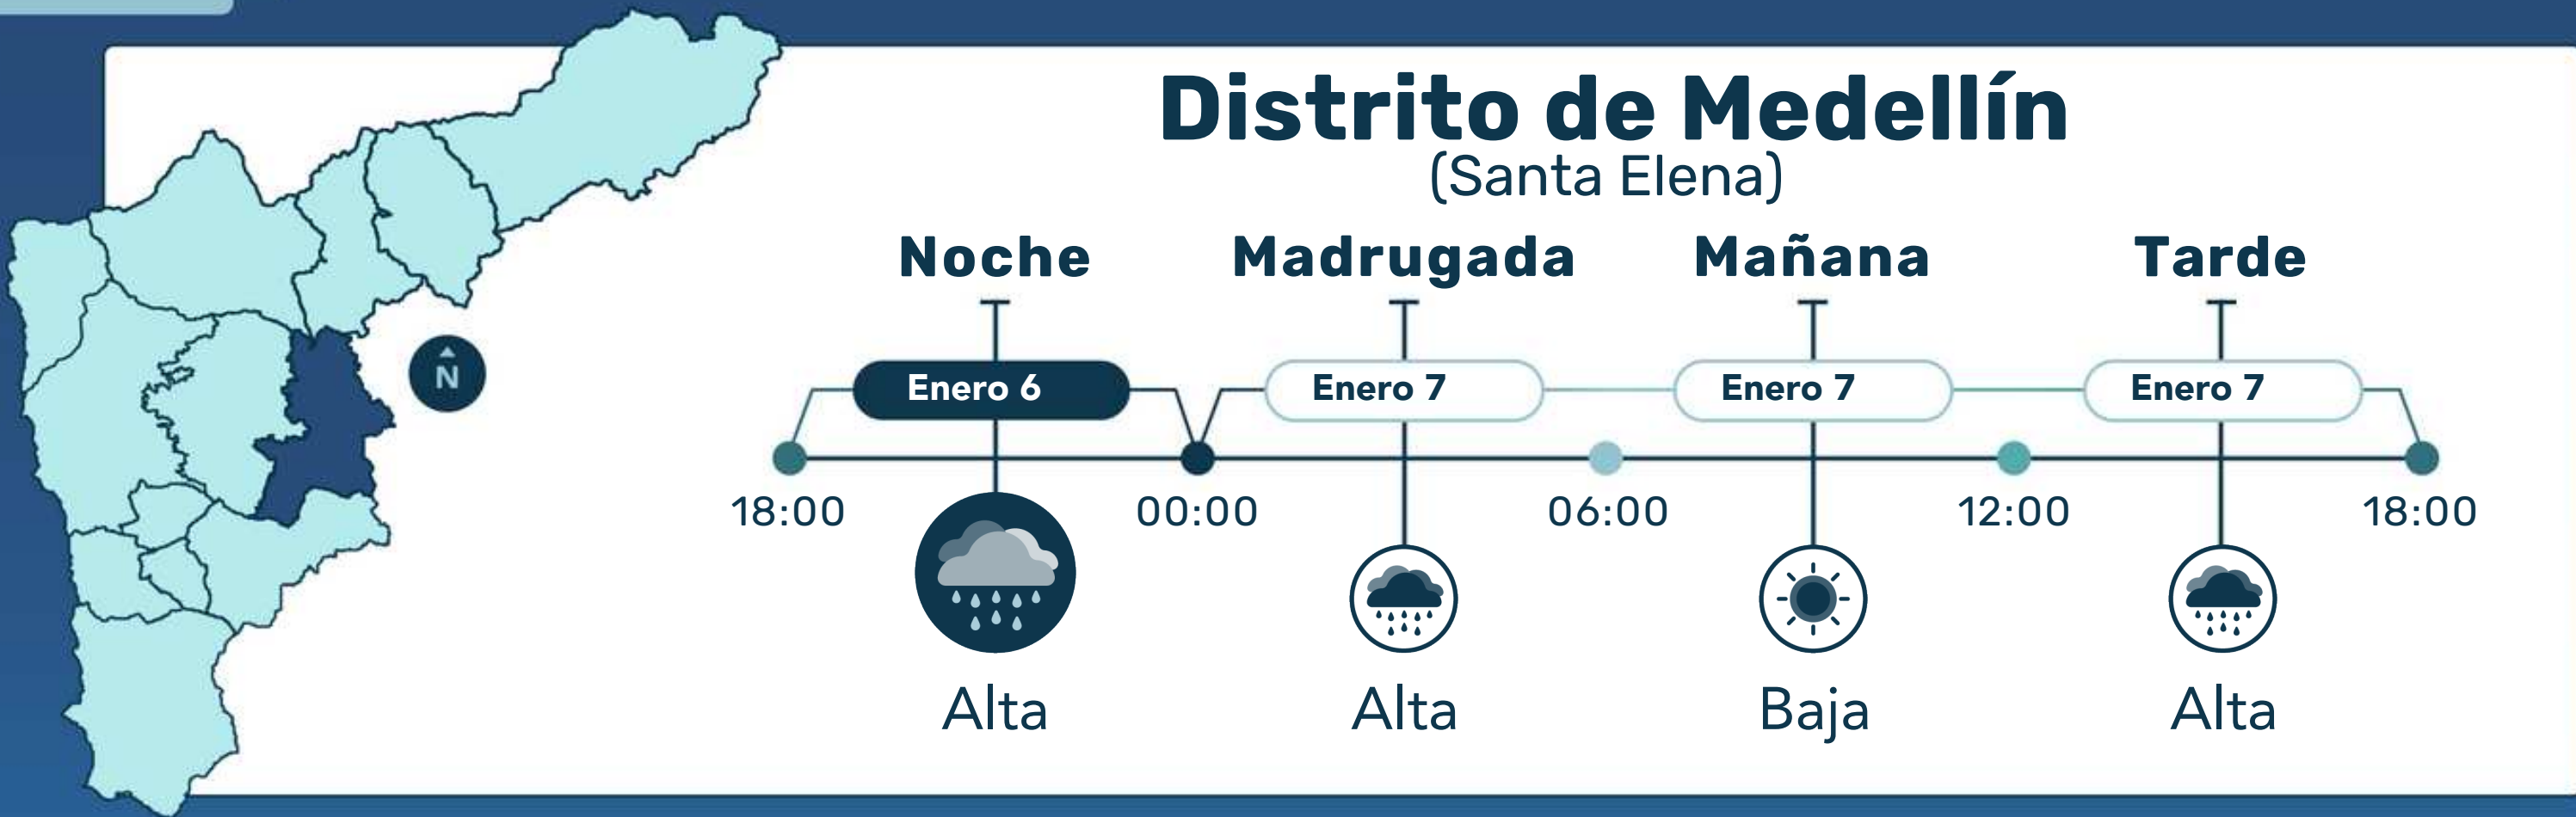 Distrito de Medellín
(Santa Elena)
Noche Madrugada Mañana Tarde
Enero 6 Enero 7 Enero 7 Enero 7
N
18:00 00:00 06:00 12:00 18:00
Alta Alta Baja Alta